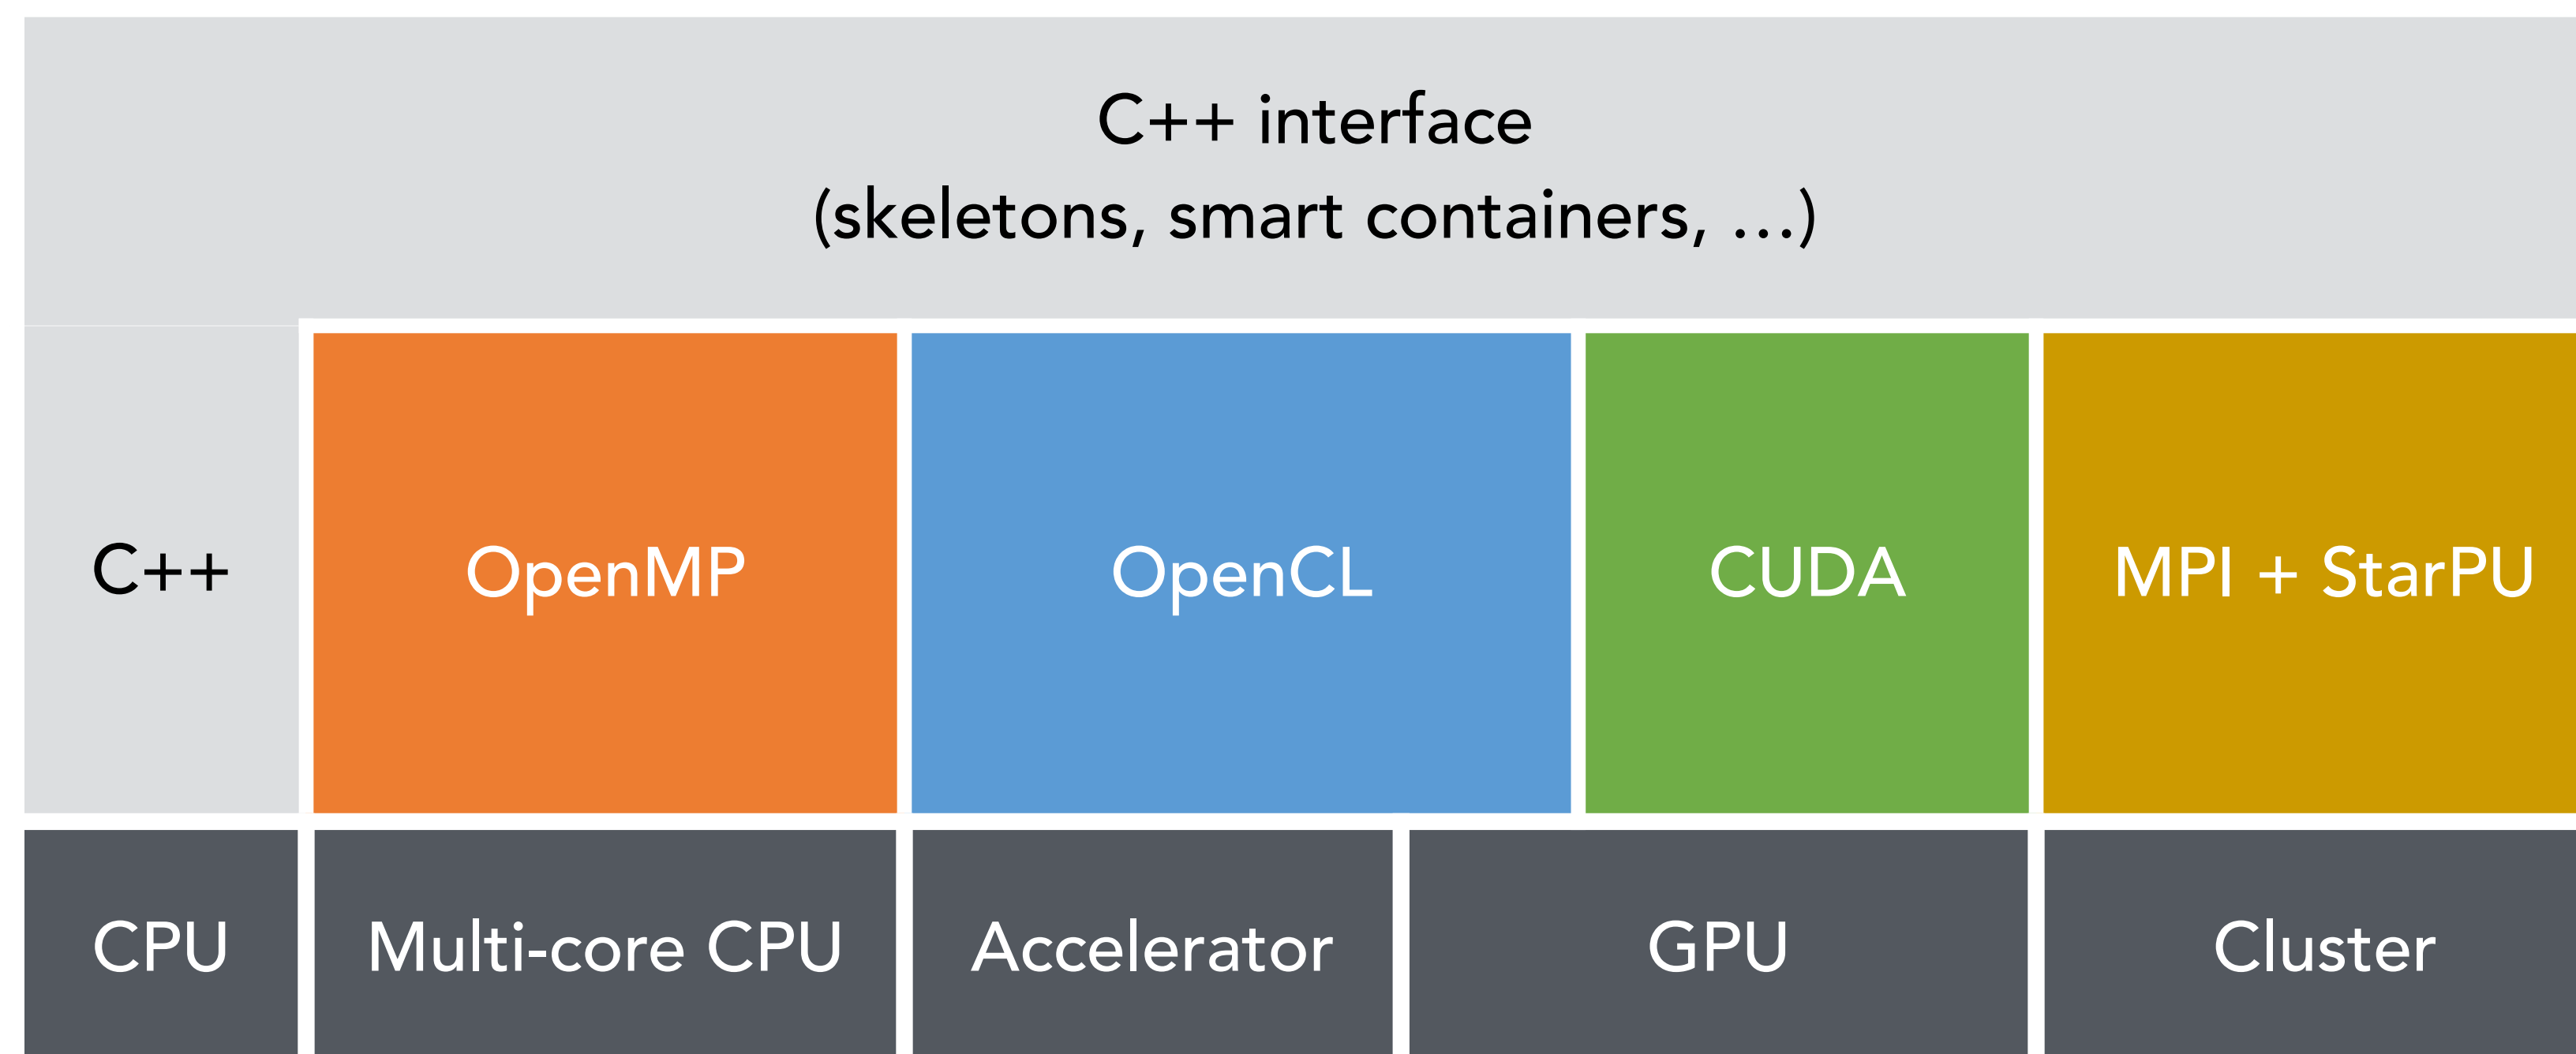 C++ interface
(skeletons, smart containers, …)
C++
OpenMP
OpenCL
CUDA
MPI + StarPU
CPU
Multi-core CPU
Accelerator
GPU
Cluster